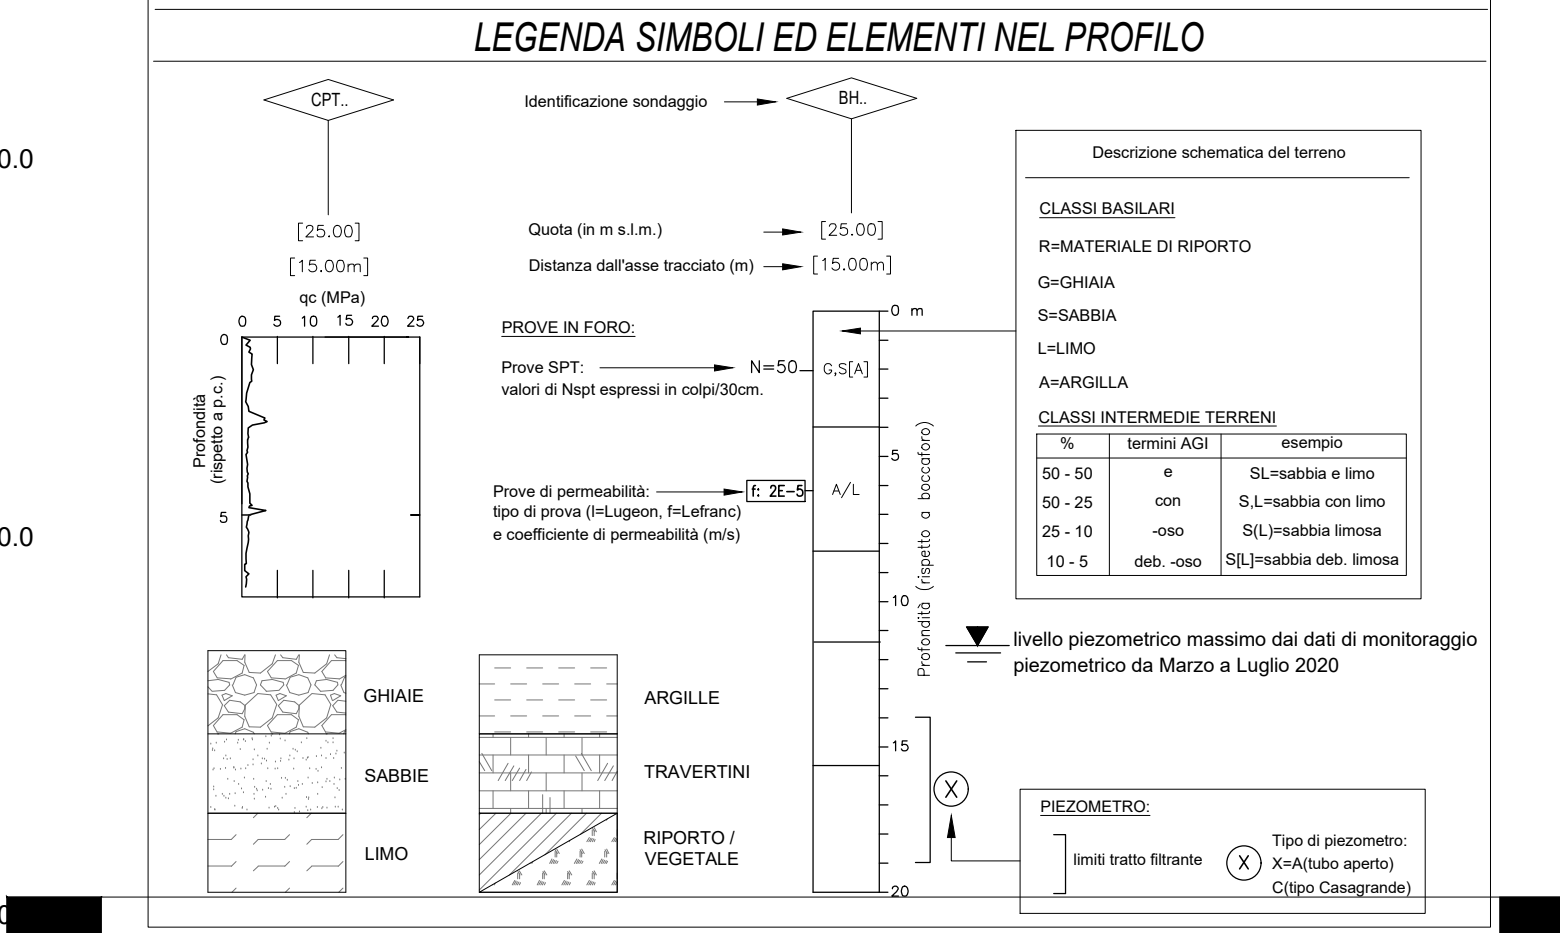 LEGENDA SIMBOLI ED ELEMENTI NEL PROFILO
CPT..
Identificazione sondaggio
BH..
0.0
0.0
[25.00]
[15.00m]
qc (MPa)
0 5 10 15 20 25
0
5
Profondità
(rispetto a p.c.)
Quota (in m s.l.m.)
[25.00]
Distanza dall'asse tracciato (m)
[15.00m]
PROVE IN FORO:
Prove SPT:
N=50
valori di Nspt espressi in colpi/30cm.
Prove di permeabilità:
f: 2E-5
tipo di prova (l=Lugeon, f=Lefranc)
e coefficiente di permeabilità (m/s)
G,S[A]
A/L
0 m
5
10
15
20
Profondità (rispetto a boccaforo)
Descrizione schematica del terreno
CLASSI BASILARI
R=MATERIALE DI RIPORTO
G=GHIAIA
S=SABBIA
L=LIMO
A=ARGILLA
CLASSI INTERMEDIE TERRENI
% termini AGI esempio
50 - 50 e SL=sabbia e limo
50 - 25 con S,L=sabbia con limo
25 - 10 -oso S(L)=sabbia limosa
10 - 5 deb. -oso S[L]=sabbia deb. limosa
livello piezometrico massimo dai dati di monitoraggio
piezometrico da Marzo a Luglio 2020
GHIAIE
SABBIE
LIMO
ARGILLE
TRAVERTINI
RIPORTO /
VEGETALE
X
PIEZOMETRO:
limiti tratto filtrante
X
Tipo di piezometro:
X=A(tubo aperto)
C(tipo Casagrande)